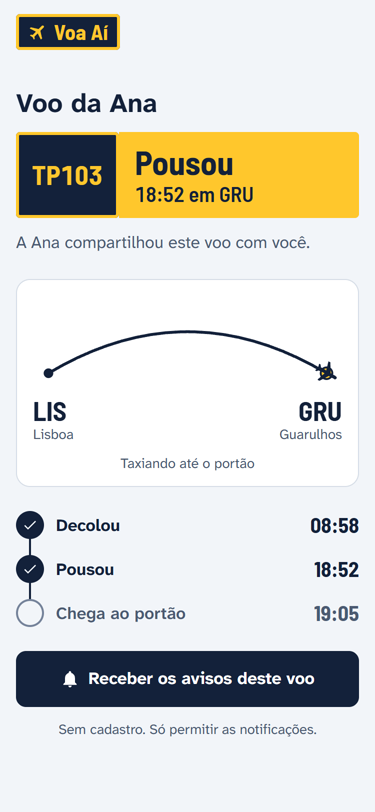 Voa Aí
Voo da Ana
TP103
Pousou
18:52 em GRU
A Ana compartilhou este voo com você.
LIS
GRU
Lisboa
Guarulhos
Taxiando até o portão
Decolou 08:58
Pousou 18:52
Chega ao portão 19:05
Receber os avisos deste voo
Sem cadastro. Só permitir as notificações.